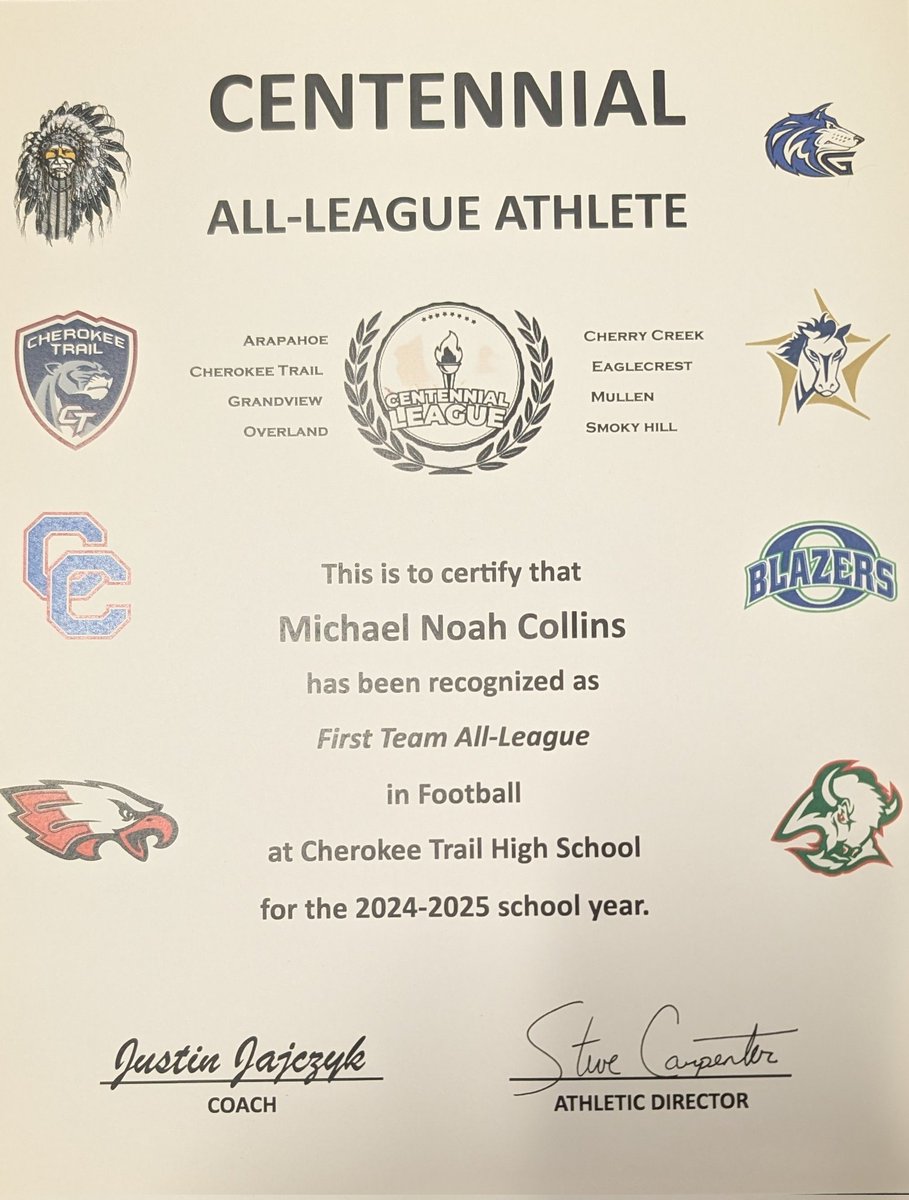 CENTENNIAL
ALL-LEAGUE ATHLETE
G
CHEROKEE
TRAIL
CT
ARAPAHOE
CHEROKEE TRAIL
GRANDVIEW
OVERLAND
CENTENNIAL
LEAGUE
CHERRY CREEK
EAGLECREST
MULLEN
SMOKY HILL
CC
O
BLAZERS
This is to certify that
Michael Noah Collins
has been recognized as
First Team All-League
in Football
at Cherokee Trail High School
for the 2024-2025 school year.
Justin Jajczyk
COACH
Steve Carpenter
ATHLETIC DIRECTOR